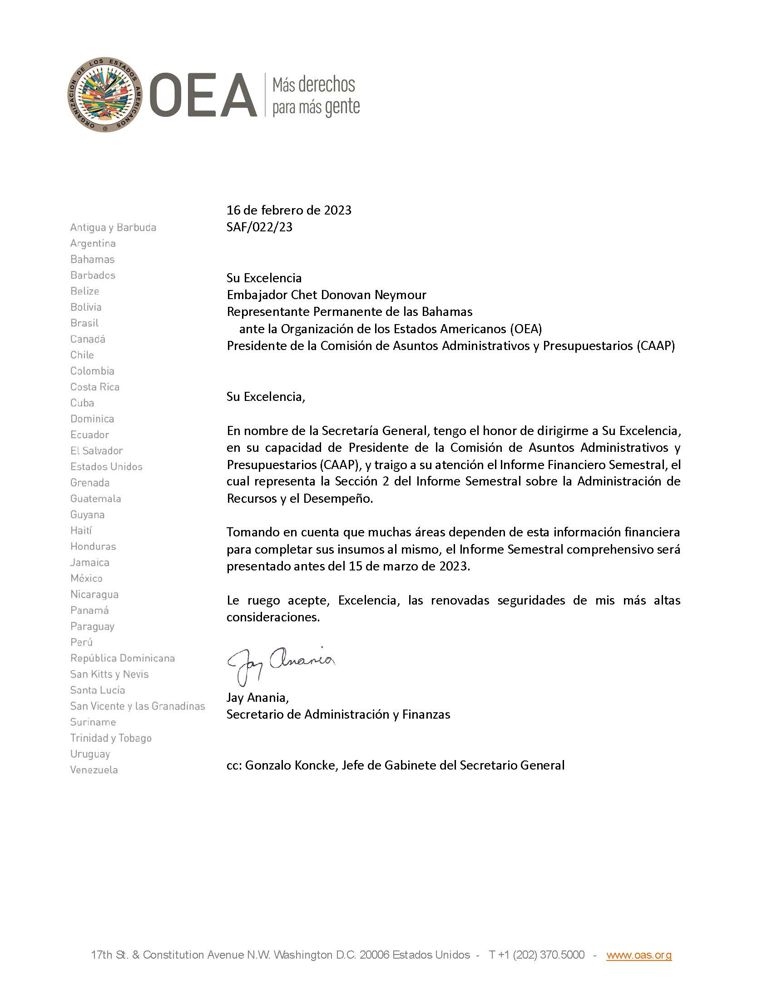 ORGANIZACION DE LOS ESTADOS AMERICANOS
OEA
Más derechos
para más gente
16 de febrero de 2023
SAF/022/23
Antigua y Barbuda
Argentina
Bahamas
Barbados
Belize
Bolivia
Brasil
Canadá
Chile
Colombia
Costa Rica
Cuba
Dominica
Ecuador
El Salvador
Estados Unidos
Grenada
Guatemala
Guyana
Haití
Honduras
Jamaica
México
Nicaragua
Panamá
Paraguay
Perú
República Dominicana
San Kitts y Nevis
Santa Lucía
San Vicente y las Granadinas
Suriname
Trinidad y Tobago
Uruguay
Venezuela
Su Excelencia
Embajador Chet Donovan Neymour
Representante Permanente de las Bahamas
ante la Organización de los Estados Americanos (OEA)
Presidente de la Comisión de Asuntos Administrativos y Presupuestarios (CAAP)
Su Excelencia,
En nombre de la Secretaría General, tengo el honor de dirigirme a Su Excelencia,
en su capacidad de Presidente de la Comisión de Asuntos Administrativos y
Presupuestarios (CAAP), y traigo a su atención el Informe Financiero Semestral, el
cual representa la Sección 2 del Informe Semestral sobre la Administración de
Recursos y el Desempeño.
Tomando en cuenta que muchas áreas dependen de esta información financiera
para completar sus insumos al mismo, el Informe Semestral comprehensivo será
presentado antes del 15 de marzo de 2023.
Le ruego acepte, Excelencia, las renovadas seguridades de mis más altas
consideraciones.
Jay Anania
Jay Anania,
Secretario de Administración y Finanzas
cc: Gonzalo Koncke, Jefe de Gabinete del Secretario General
17th St. & Constitution Avenue N.W. Washington D.C. 20006 Estados Unidos - T +1 (202) 370.5000 - www.oas.org